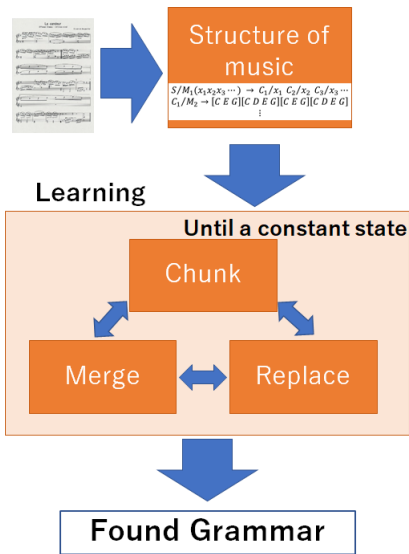 Structure of
music
S/M₁(x₁x₂x₃ ⋯) → C₁/x₁ C₂/x₂ C₃/x₃ ⋯
C₁/M₂ → [C E G][C D E G][C E G][C D E G]
⋮
Learning
Until a constant state
Chunk
Merge
Replace
Found Grammar